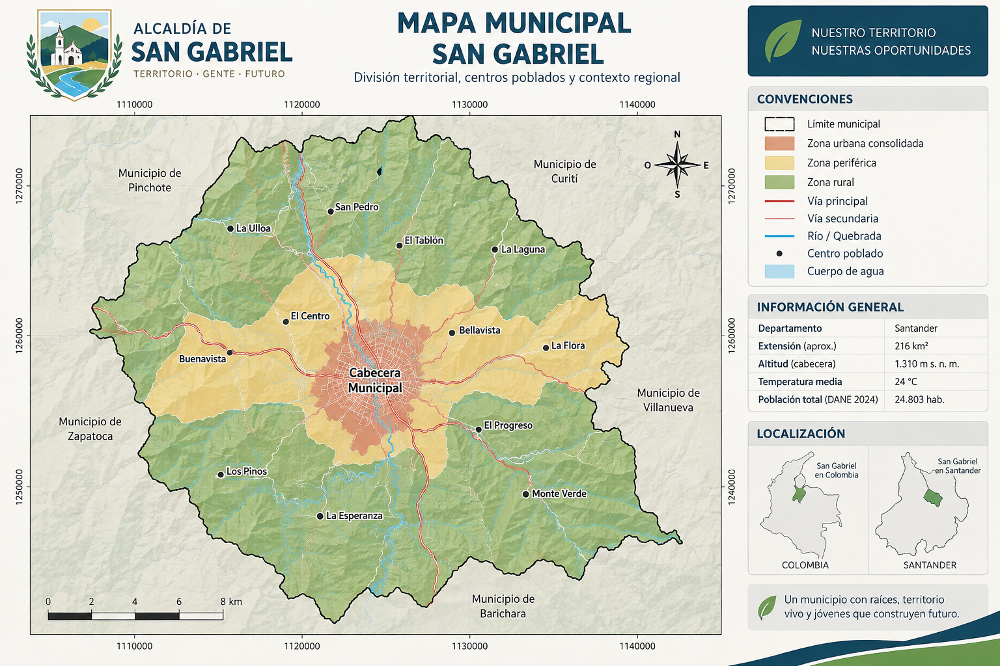 ALCALDÍA DE
SAN GABRIEL
TERRITORIO · GENTE · FUTURO
MAPA MUNICIPAL
SAN GABRIEL
División territorial, centros poblados y contexto regional
NUESTRO TERRITORIO
NUESTRAS OPORTUNIDADES
1110000
1120000
1130000
1140000
1270000
1260000
1250000
1270000
1260000
1240000
Municipio de
Pinchote
Municipio de
Curití
N
O
E
S
San Pedro
La Ulloa
El Tablón
La Laguna
El Centro
Bellavista
La Flora
Buenavista
Cabecera
Municipal
Municipio de
Villanueva
Municipio de
Zapatoca
El Progreso
Los Pinos
Monte Verde
La Esperanza
Municipio de
Barichara
0 2 4 6 8 km
1110000
1120000
1130000
1140000
CONVENCIONES
Límite municipal
Zona urbana consolidada
Zona periférica
Zona rural
Vía principal
Vía secundaria
Río / Quebrada
Centro poblado
Cuerpo de agua
INFORMACIÓN GENERAL
Departamento Santander
Extensión (aprox.) 216 km²
Altitud (cabecera) 1.310 m s. n. m.
Temperatura media 24 °C
Población total (DANE 2024) 24.803 hab.
LOCALIZACIÓN
San Gabriel
en Colombia
COLOMBIA
San Gabriel
en Santander
SANTANDER
Un municipio con raíces, territorio
vivo y jóvenes que construyen futuro.